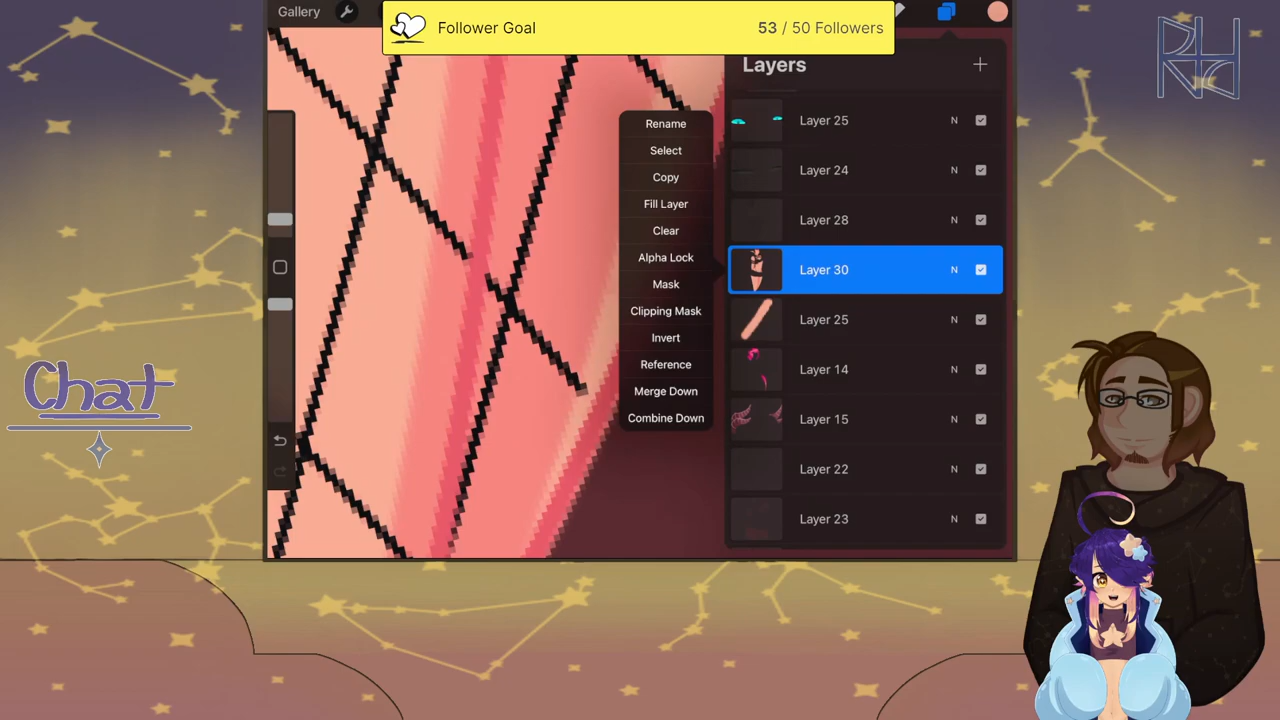 Gallery
Follower Goal 53 / 50 Followers
Layers
Rename
Select
Copy
Fill Layer
Clear
Alpha Lock
Mask
Clipping Mask
Invert
Reference
Merge Down
Combine Down
Layer 25 N
Layer 24 N
Layer 28 N
Layer 30 N
Layer 25 N
Layer 14 N
Layer 15 N
Layer 22 N
Layer 23 N
Chat